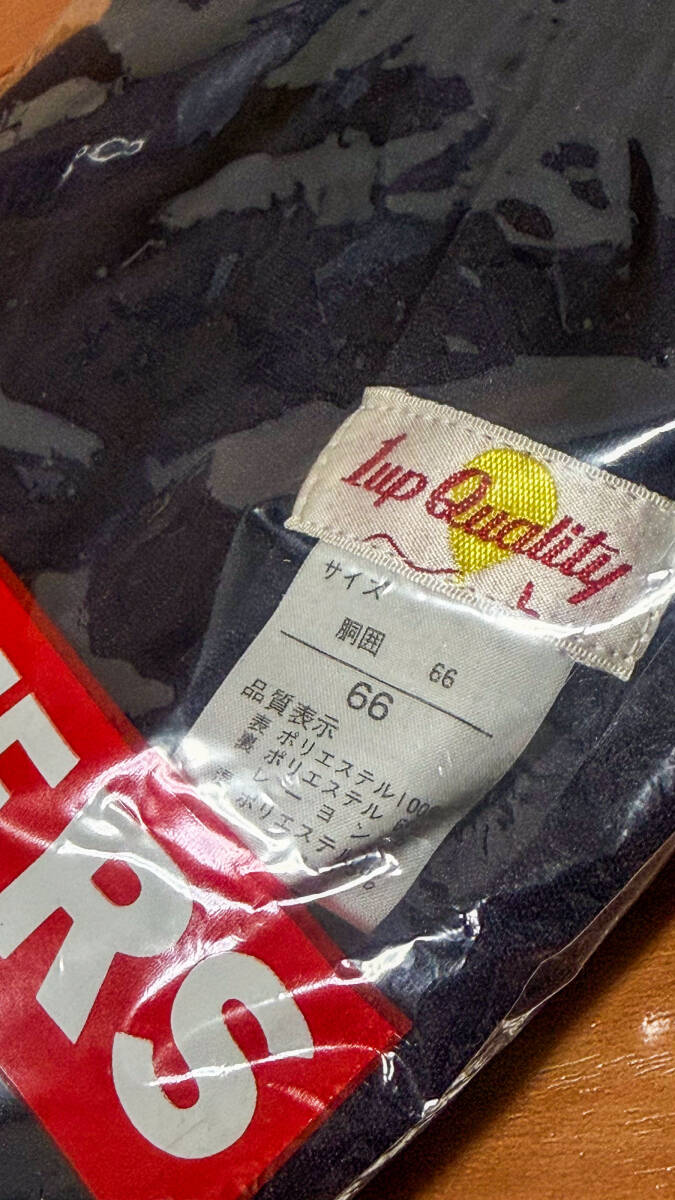 1up Quality
サイズ
胴囲 66
66
品質表示
表 ポリエステル100
裏 ポリエステル
レーヨン
ポリエステル
ERS